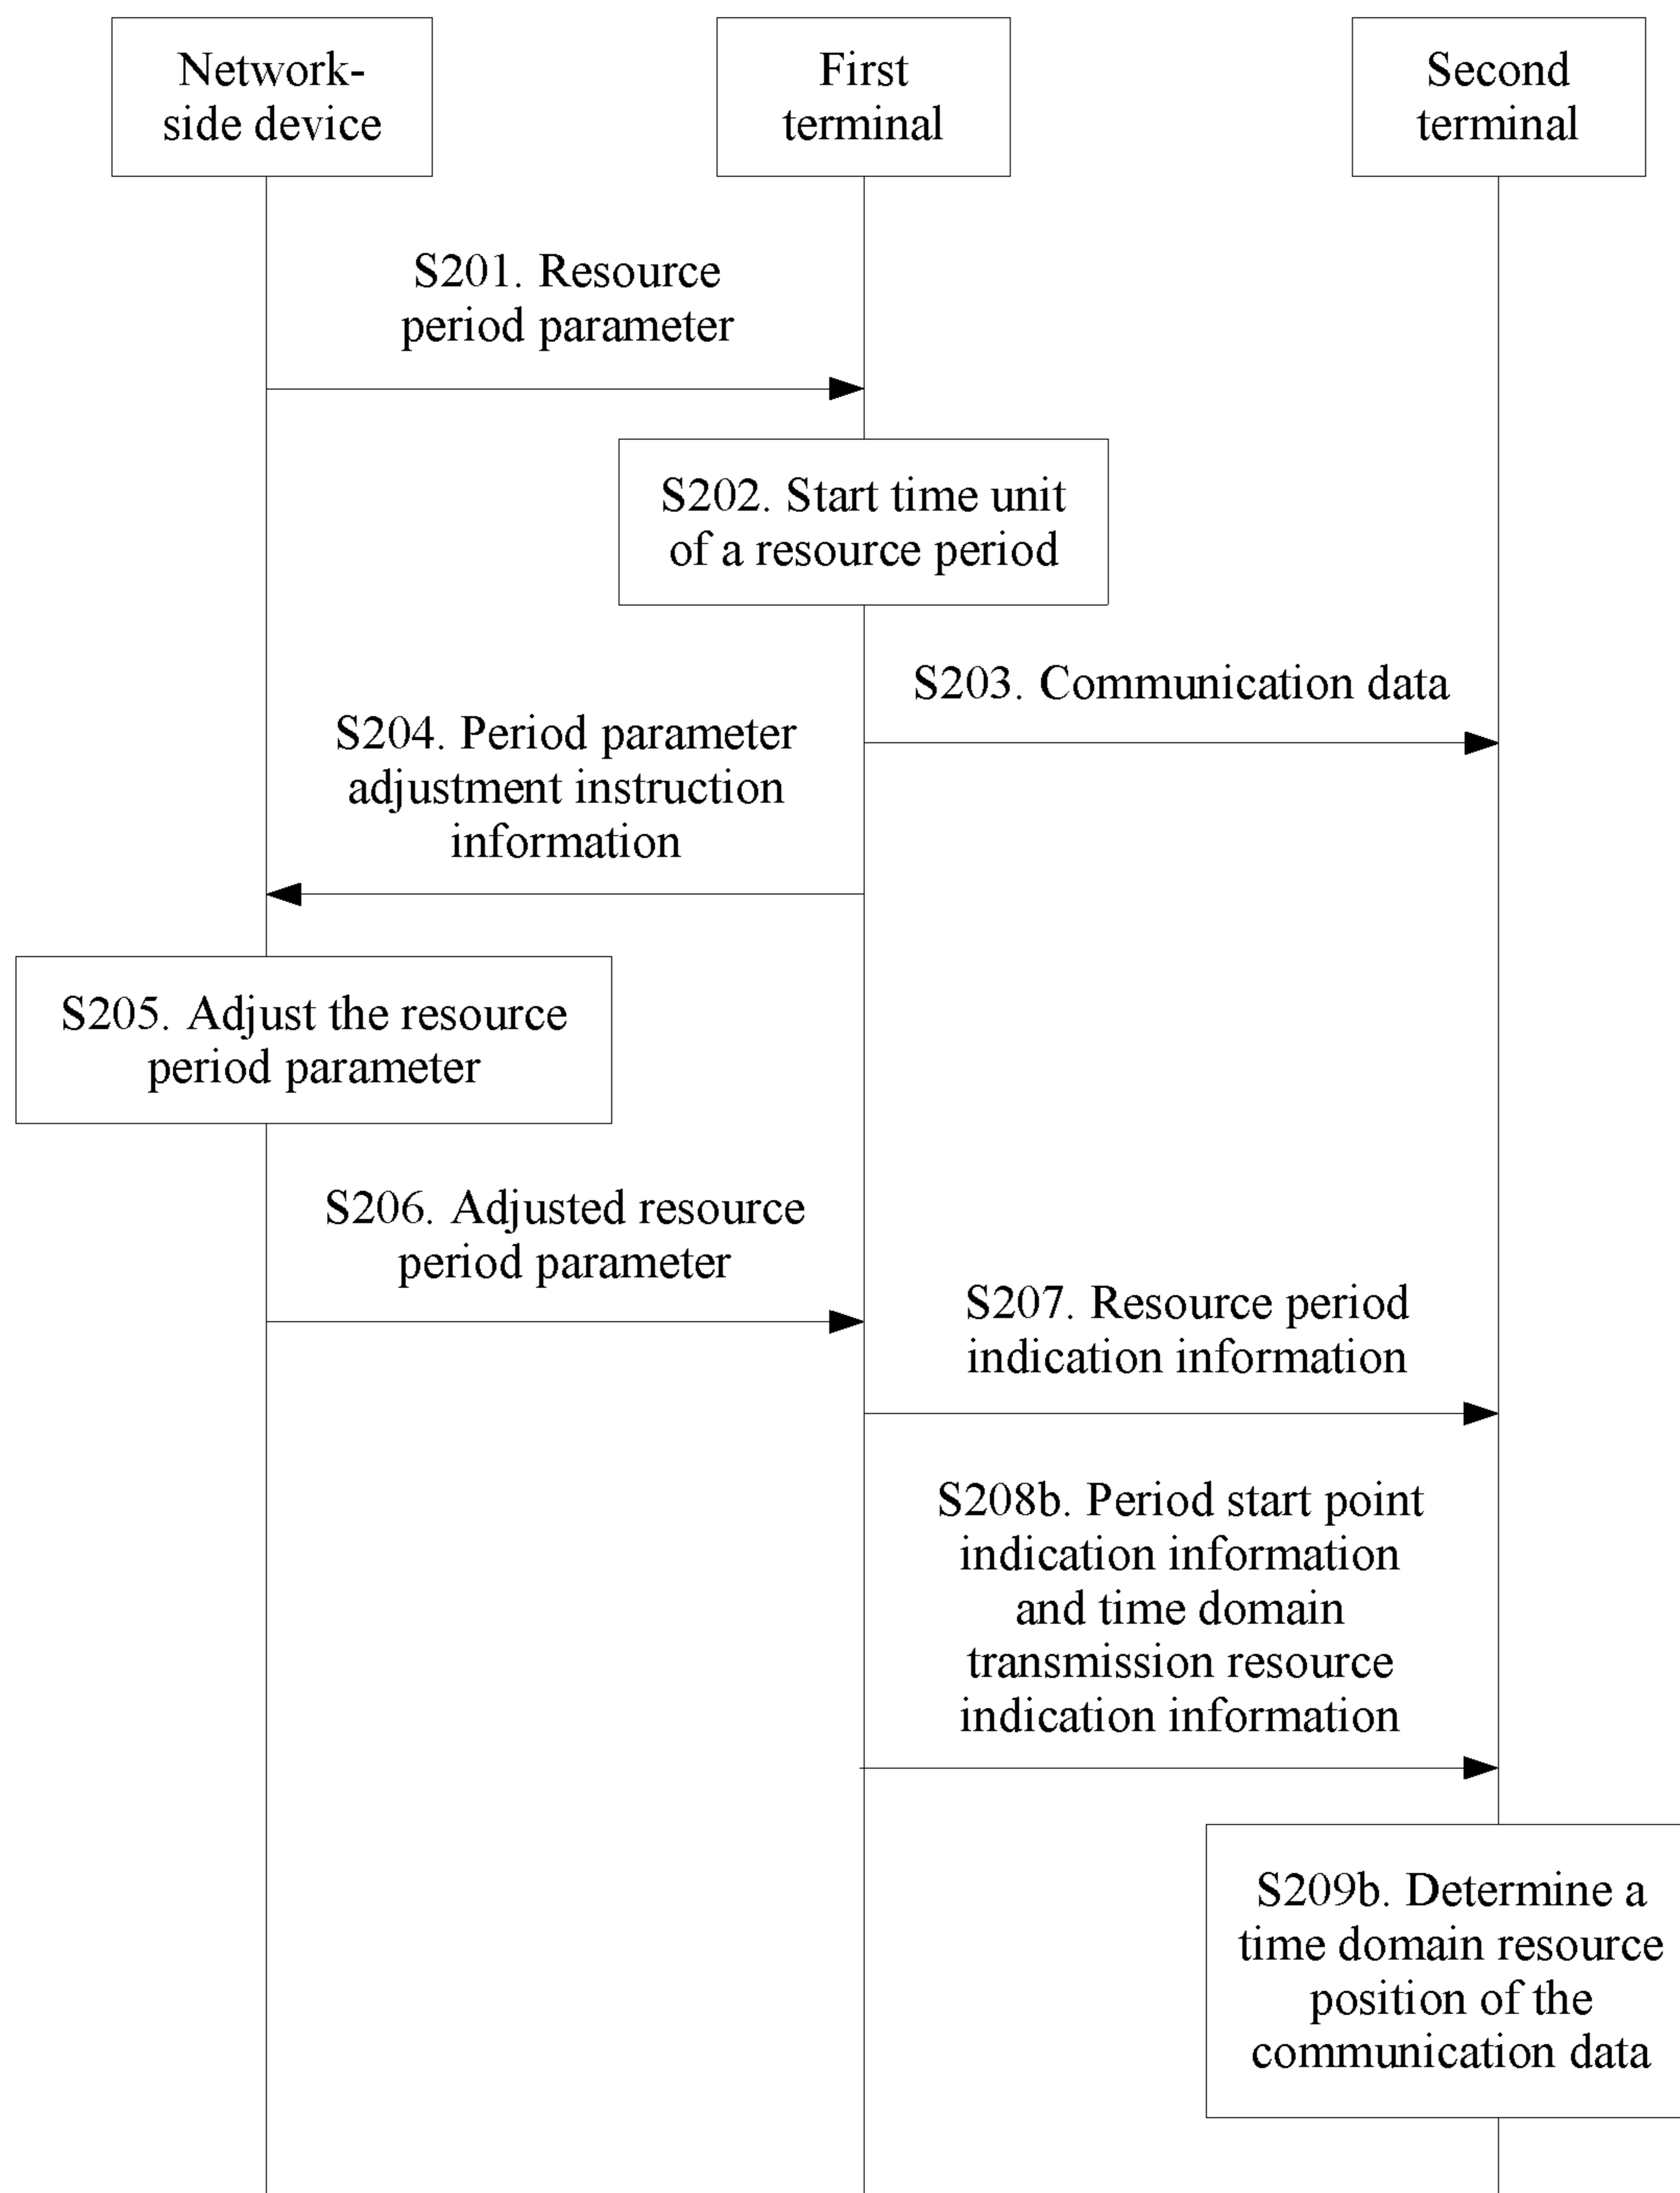 Network-
side device
First
terminal
Second
terminal
S201. Resource
period parameter
S202. Start time unit
of a resource period
S203. Communication data
S204. Period parameter
adjustment instruction
information
S205. Adjust the resource
period parameter
S206. Adjusted resource
period parameter
S207. Resource period
indication information
S208b. Period start point
indication information
and time domain
transmission resource
indication information
S209b. Determine a
time domain resource
position of the
communication data